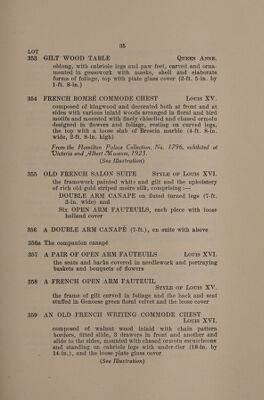 35
LOT
353 GILT WOOD TABLE QUEEN ANNE.
oblong, with cabriole legs and paw feet, carved and orna-
mented in gessowork with masks, shell and elaborate
forms of foliage, top with plate glass cover (2-ft. 5-in. by
1-ft. 8-in.)
354 FRENCH BOMBÉ COMMODE CHEST LOUIS XV.
composed of kingwood and decorated both at front and at
sides with various inlaid woods arranged in floral and bird
motifs and mounted with finely chiselled and chased ormolu
designed in flowers and foliage, resting on curved legs,
the top with a loose slab of Brescia marble (4-ft. 8-in.
wide, 2-ft. 8-in. high)
From the Hamilton Palace Collection, No. 1796, exhibited at
Victoria and Albert Museum, 1923.
(See Illustration)
355 OLD FRENCH SALON SUITE STYLE OF LOUIS XVI.
the framework painted white and gilt and the upholstery
of rich old gold striped moire silk, comprising :—
DOUBLE ARM CANAPE on fluted turned legs (7-ft.
3-in. wide) and
SIX OPEN ARM FAUTEUILS, each piece with loose
holland cover
356 A DOUBLE ARM CANAPÉ (7-ft.), en suite with above
356a The companion canapé
357 A PAIR OF OPEN ARM FAUTEUILS LOUIS XVI.
the seats and backs covered in needlework and portraying
baskets and bouquets of flowers
358 A FRENCH OPEN ARM FAUTEUIL
STYLE OF LOUIS XV.
the frame of gilt carved in foliage and the back and seat
stuffed in Genoese green floral velvet and the loose cover
359 AN OLD FRENCH WRITING COMMODE CHEST
LOUIS XVI.
composed of walnut wood inlaid with chain pattern
borders, fitted slide, 3 drawers in front and another and
slide to the sides, mounted with chased ormolu escutcheons
and standing on cabriole legs with under-tier (19-in. by
14-in.), and the loose plate glass cover
(See Illustration)